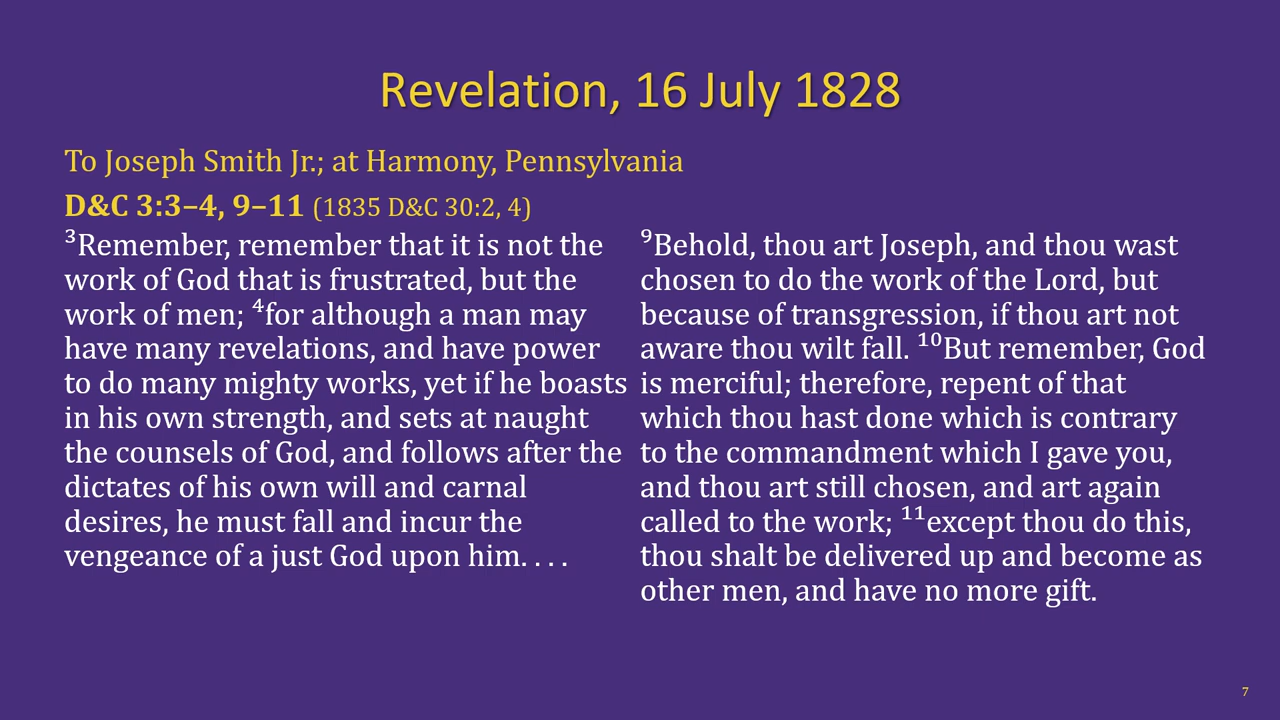 Revelation, 16 July 1828
To Joseph Smith Jr.; at Harmony, Pennsylvania
D&C 3:3–4, 9–11 (1835 D&C 30:2, 4)
³Remember, remember that it is not the
work of God that is frustrated, but the
work of men; ⁴for although a man may
have many revelations, and have power
to do many mighty works, yet if he boasts
in his own strength, and sets at naught
the counsels of God, and follows after the
dictates of his own will and carnal
desires, he must fall and incur the
vengeance of a just God upon him. . . .
⁹Behold, thou art Joseph, and thou wast
chosen to do the work of the Lord, but
because of transgression, if thou art not
aware thou wilt fall. ¹⁰But remember, God
is merciful; therefore, repent of that
which thou hast done which is contrary
to the commandment which I gave you,
and thou art still chosen, and art again
called to the work; ¹¹except thou do this,
thou shalt be delivered up and become as
other men, and have no more gift.
7